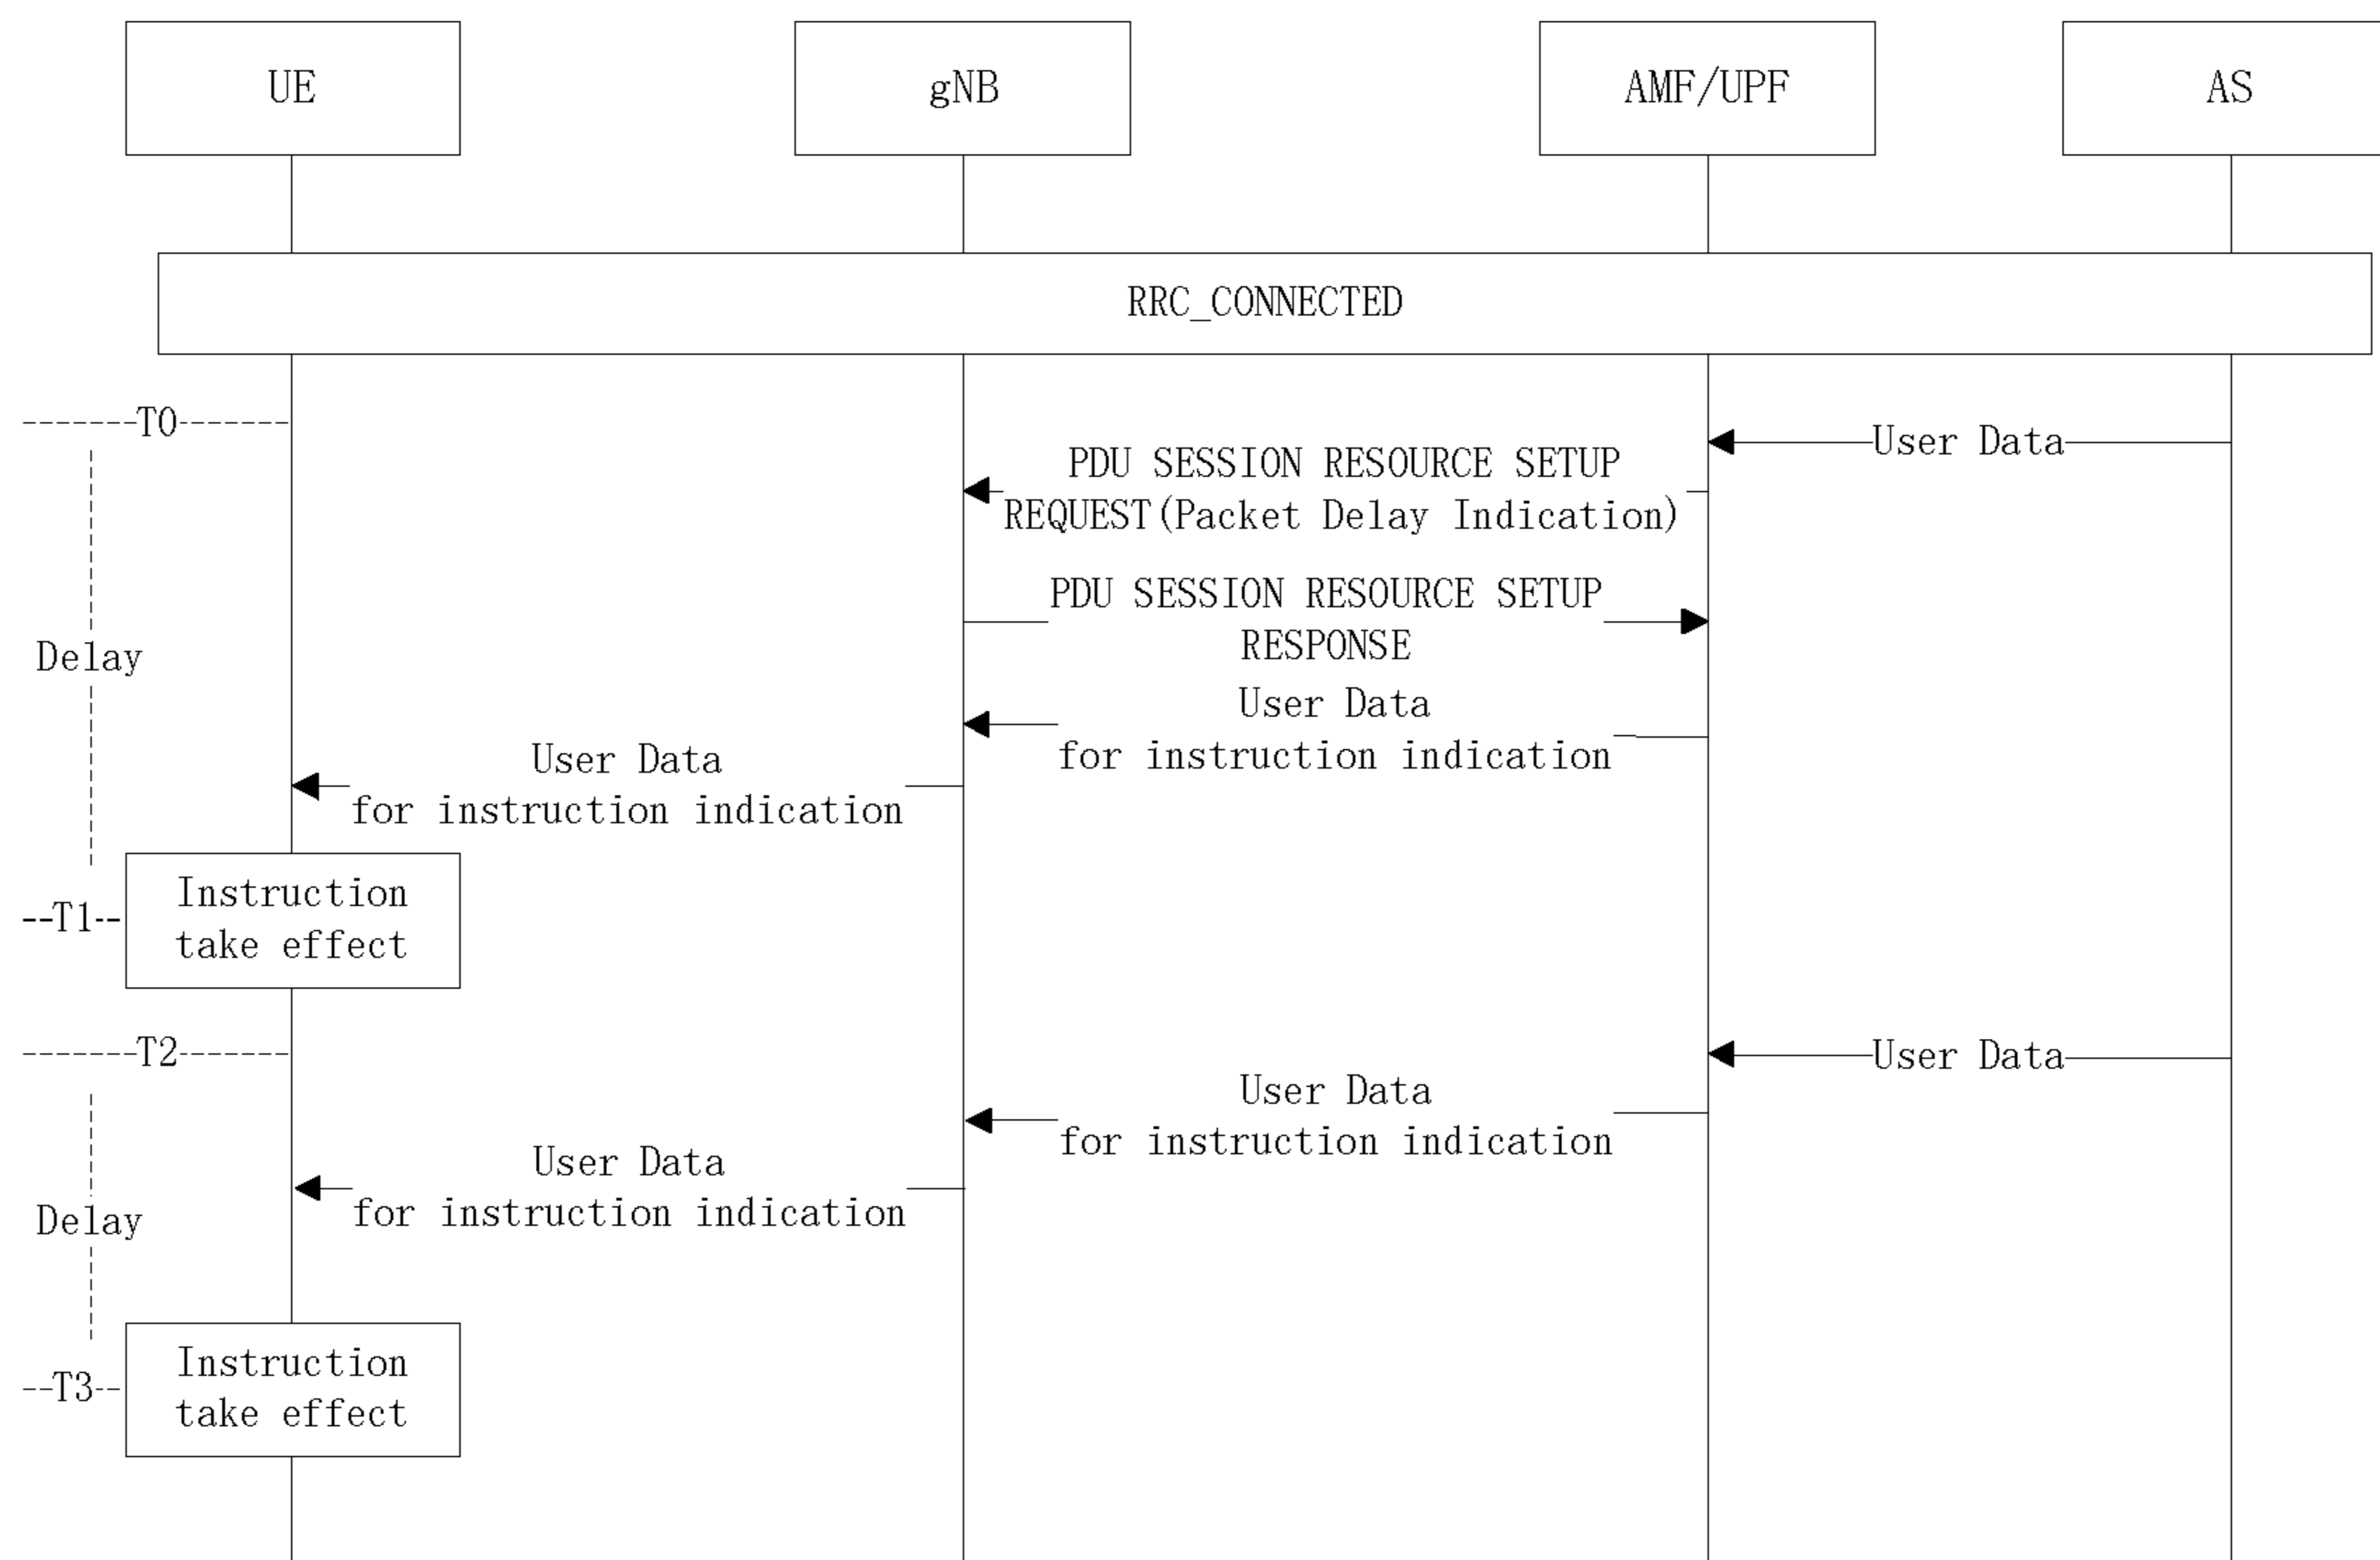 UE
gNB
AMF/UPF
AS
RRC_CONNECTED
T0
User Data
PDU SESSION RESOURCE SETUP
REQUEST(Packet Delay Indication)
PDU SESSION RESOURCE SETUP
RESPONSE
Delay
User Data
for instruction indication
User Data
for instruction indication
Instruction
take effect
T1
T2
User Data
User Data
for instruction indication
User Data
for instruction indication
Delay
Instruction
take effect
T3